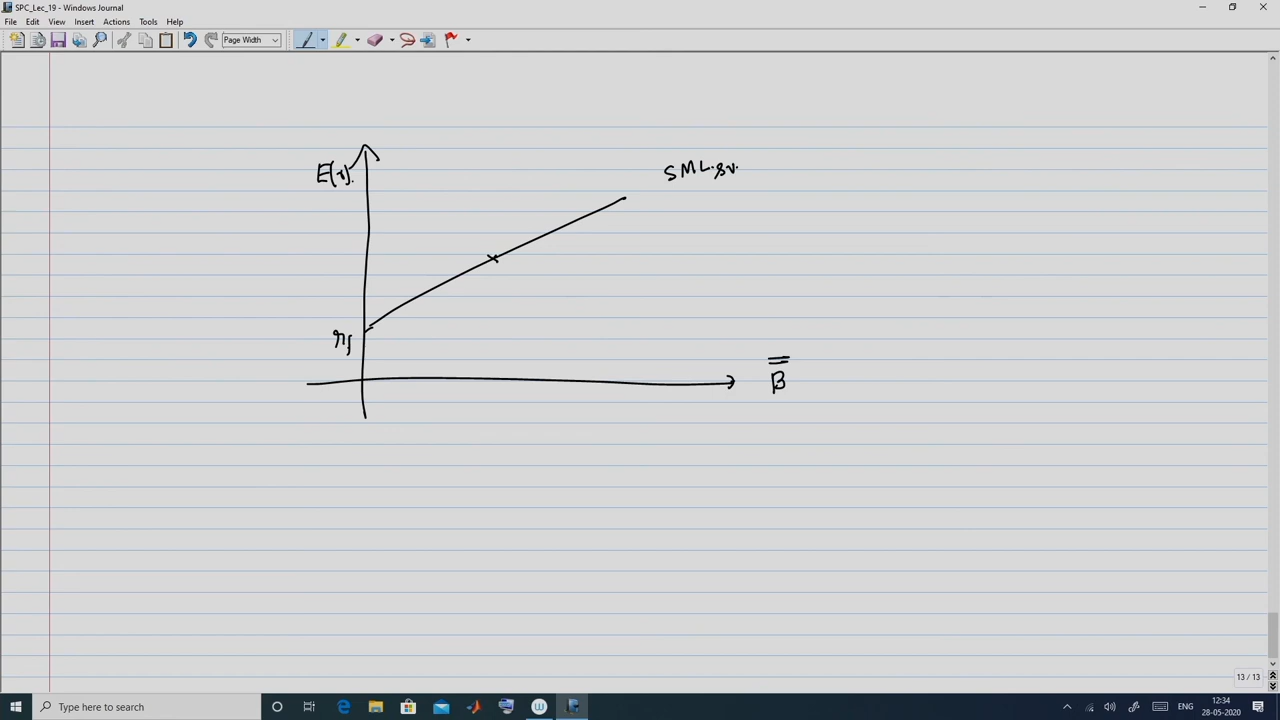 SPC_Lec_19 - Windows Journal
File Edit View Insert Actions Tools Help
Page Width
E(r)
SML
rf
β
13 / 13
Type here to search
ENG
12:34
28-05-2020